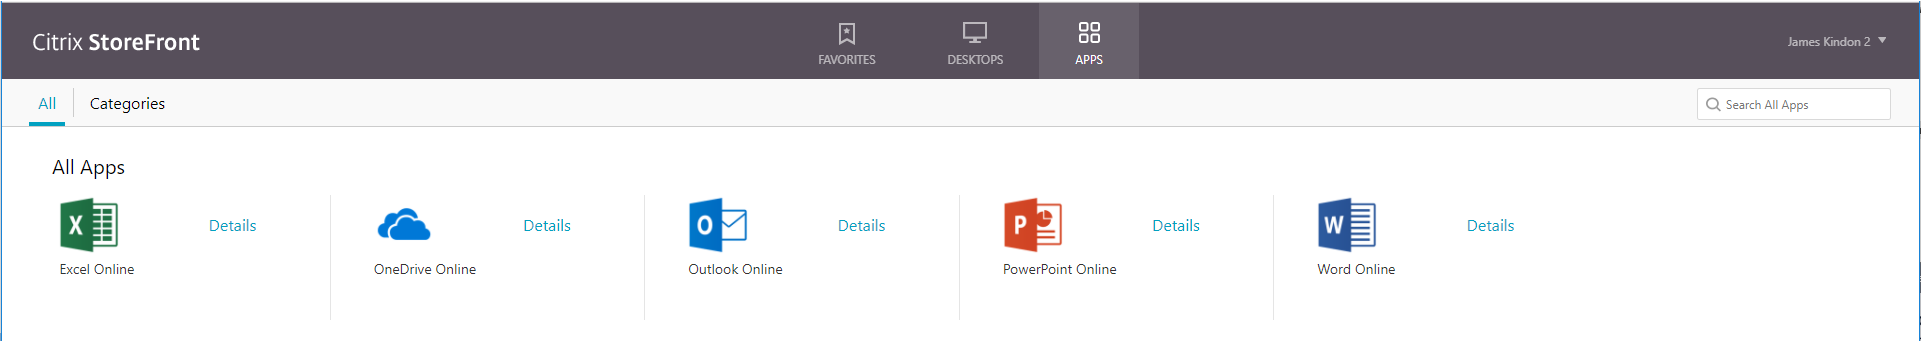 Citrix StoreFront
FAVORITES
DESKTOPS
APPS
James Kindon 2
All
Categories
Search All Apps
All Apps
X
Details
Excel Online
Details
OneDrive Online
O
Details
Outlook Online
P
Details
PowerPoint Online
W
Details
Word Online